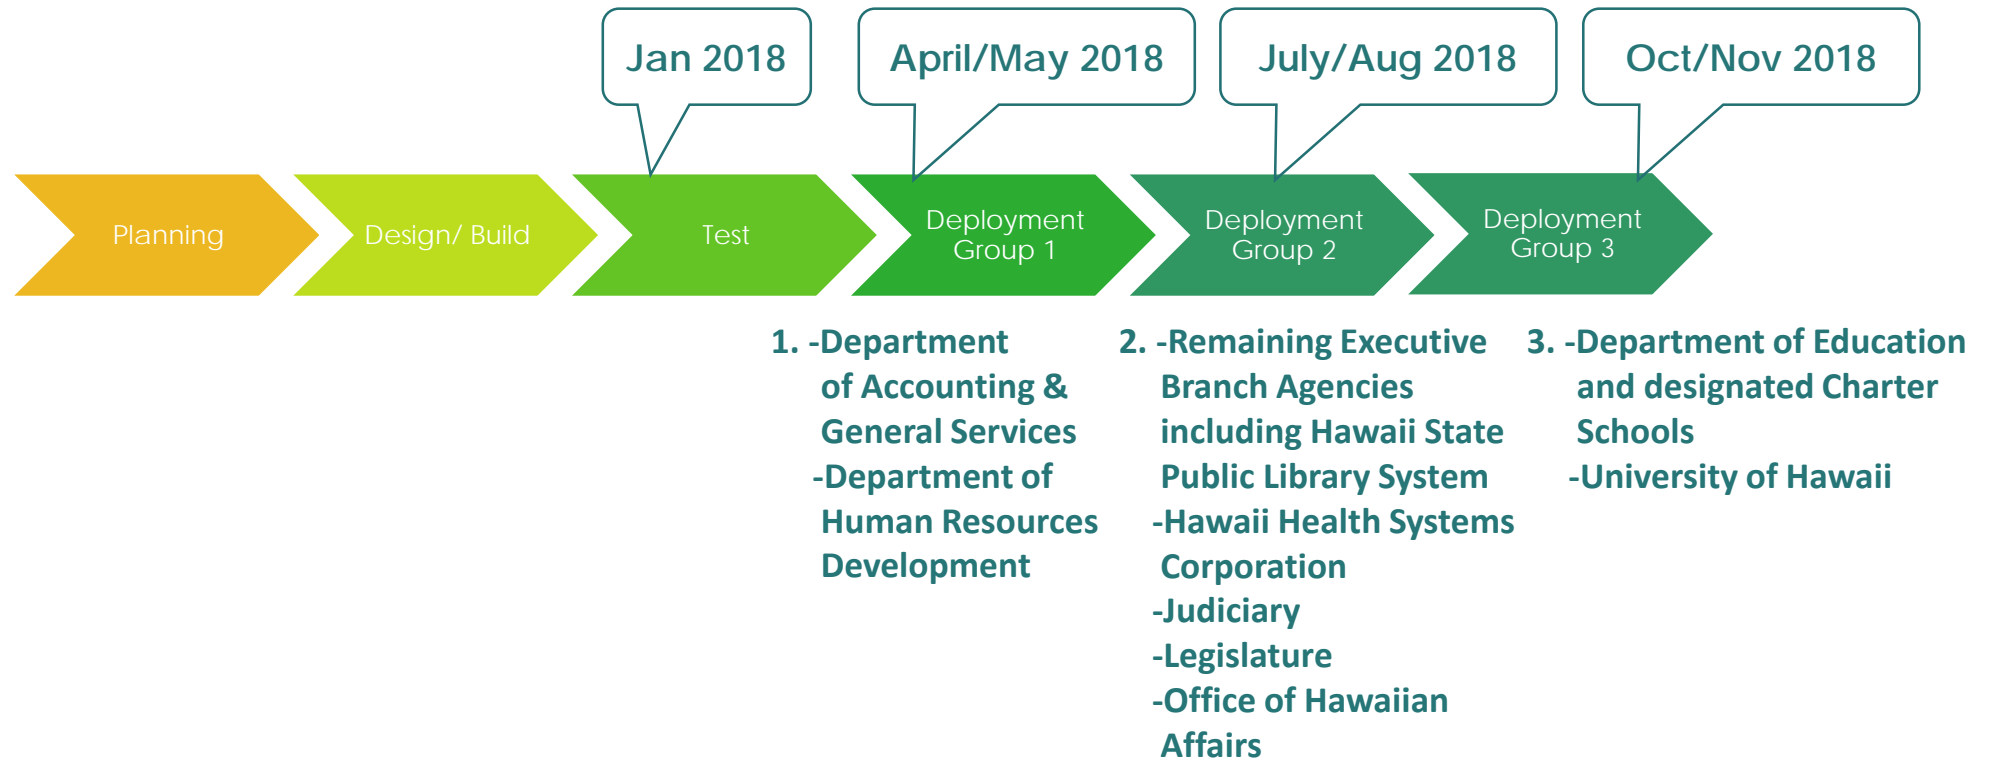 Jan 2018
April/May 2018
July/Aug 2018
Oct/Nov 2018
Planning
Design/ Build
Test
Deployment
Group 1
Deployment
Group 2
Deployment
Group 3
1. -Department
of Accounting &
General Services
-Department of
Human Resources
Development
2. -Remaining Executive
Branch Agencies
including Hawaii State
Public Library System
-Hawaii Health Systems
Corporation
-Judiciary
-Legislature
-Office of Hawaiian
Affairs
3. -Department of Education
and designated Charter
Schools
-University of Hawaii